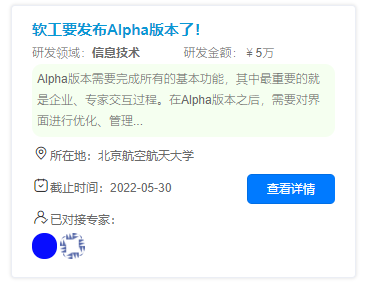 软工要发布Alpha版本了!
研发领域：信息技术 研发金额：￥5万
Alpha版本需要完成所有的基本功能，其中最重要的就
是企业、专家交互过程。在Alpha版本之后，需要对界
面进行优化、管理...
所在地：北京航空航天大学
截止时间：2022-05-30 查看详情
已对接专家：